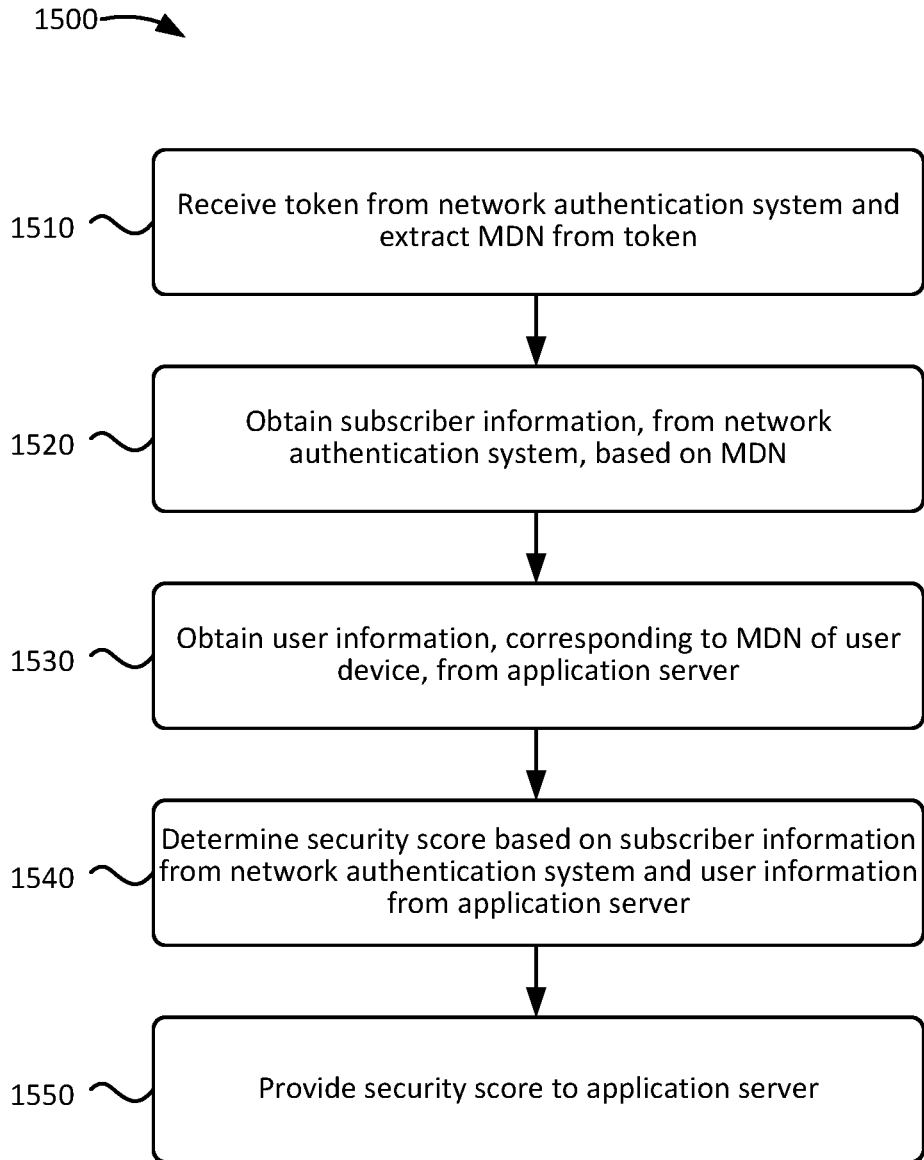 1500
1510
Receive token from network authentication system and
extract MDN from token
1520
Obtain subscriber information, from network
authentication system, based on MDN
1530
Obtain user information, corresponding to MDN of user
device, from application server
1540
Determine security score based on subscriber information
from network authentication system and user information
from application server
1550
Provide security score to application server